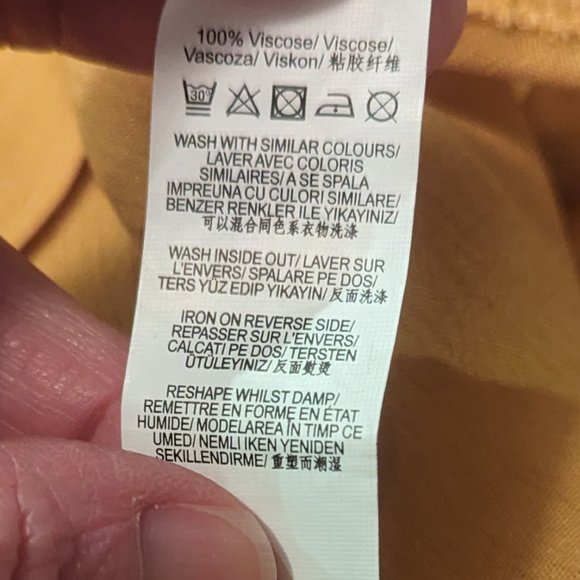 100% Viscose/ Viscose/
Vascoza/ Viskon/ 粘胶纤维
30°
WASH WITH SIMILAR COLOURS/
LAVER AVEC COLORIS
SIMILAIRES/ A SE SPALA
IMPREUNA CU CULORI SIMILARE/
BENZER RENKLER ILE YIKAYINIZ/
可以混合同色系衣物洗涤
WASH INSIDE OUT/ LAVER SUR
L'ENVERS/ SPALARE PE DOS/
TERS YÜZ EDIP YIKAYIN/ 反面洗涤
IRON ON REVERSE SIDE/
REPASSER SUR L'ENVERS/
CALCATI PE DOS/ TERSTEN
ÜTÜLEYINIZ/ 反面熨烫
RESHAPE WHILST DAMP/
REMETTRE EN FORME EN ÉTAT
HUMIDE/ MODELAREA ÎN TIMP CE
UMED/ NEMLI IKEN YENIDEN
SEKILLENDIRME/ 重塑而潮湿